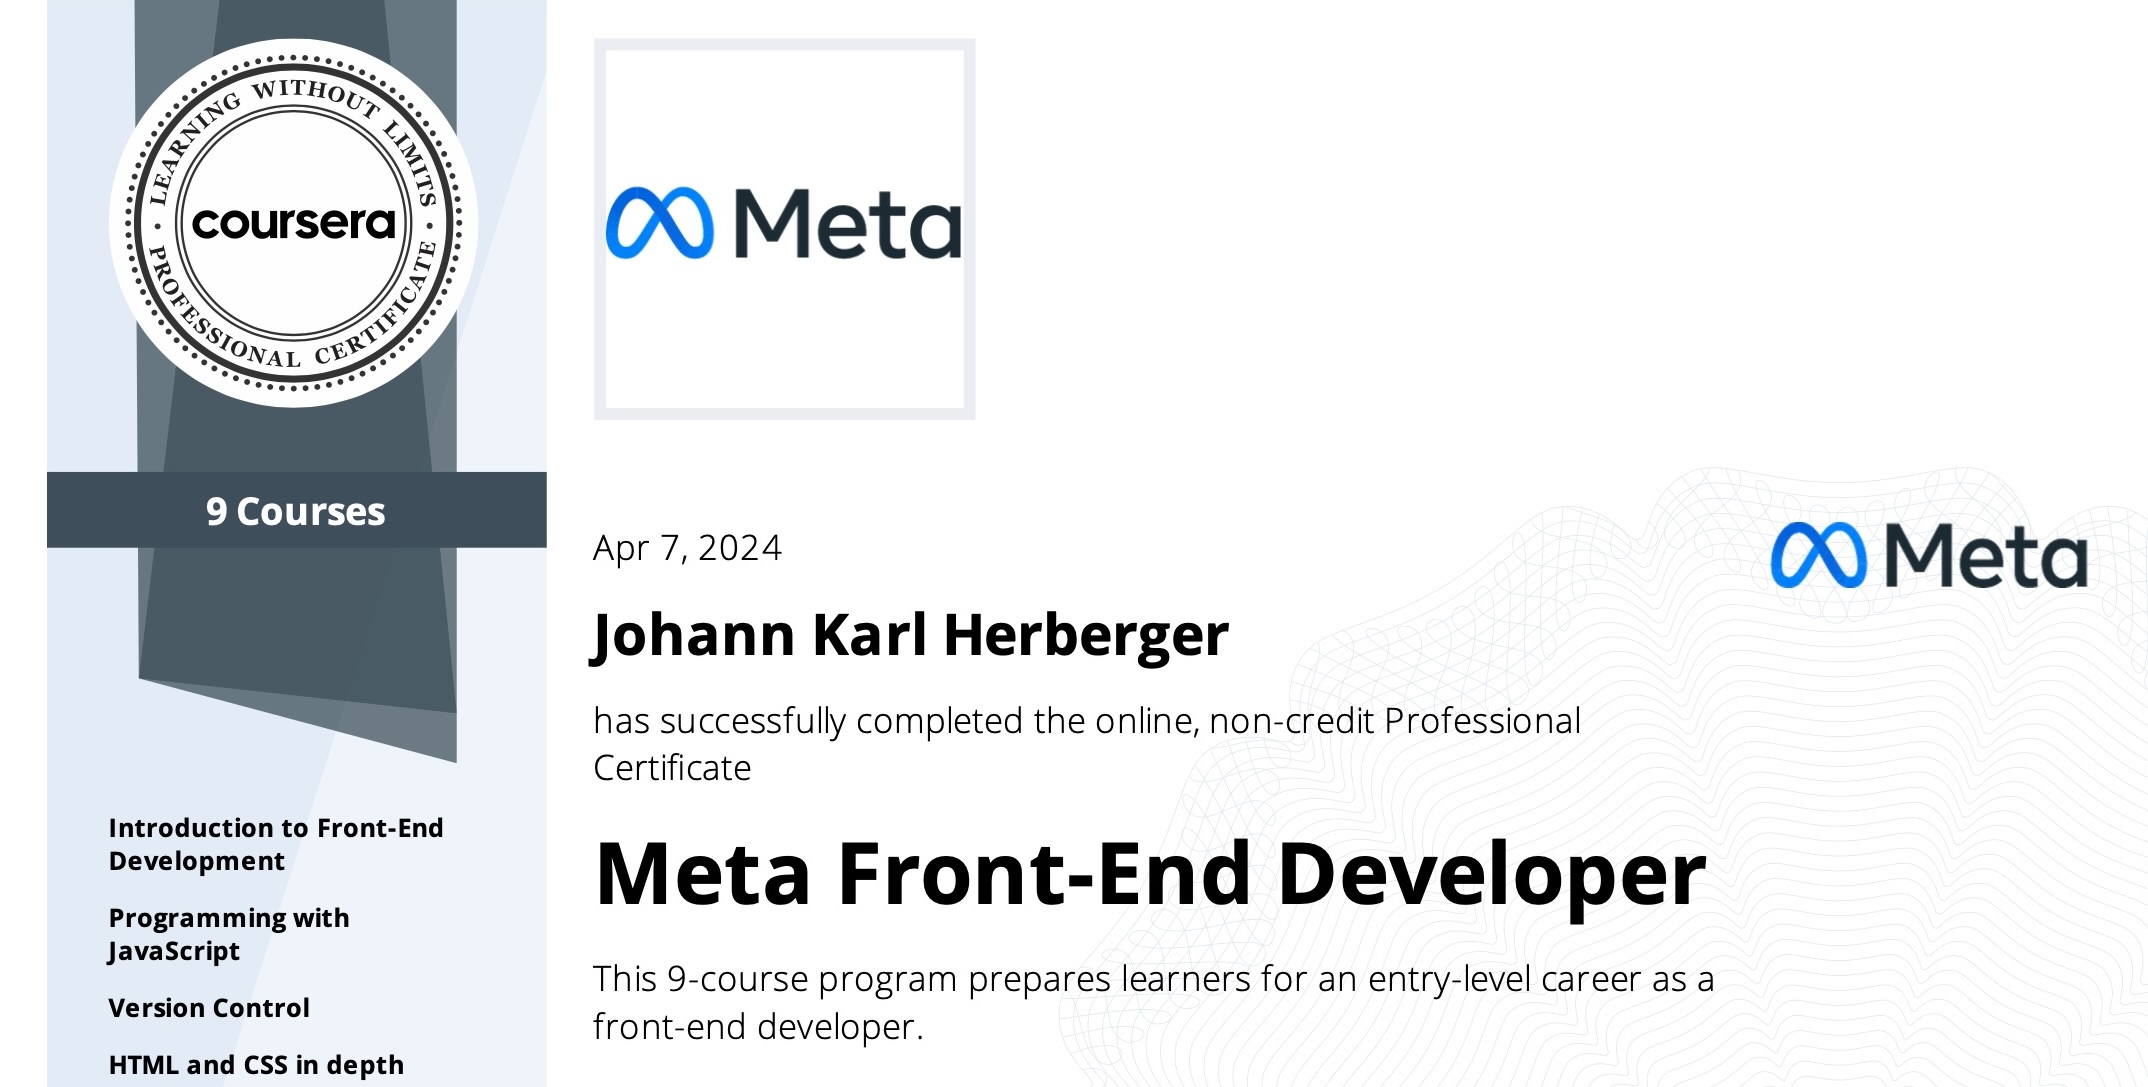 LEARNING WITHOUT LIMITS
coursera
PROFESSIONAL CERTIFICATE
9 Courses
Introduction to Front-End
Development
Programming with
JavaScript
Version Control
HTML and CSS in depth
Meta
Apr 7, 2024
Meta
Johann Karl Herberger
has successfully completed the online, non-credit Professional
Certificate
Meta Front-End Developer
This 9-course program prepares learners for an entry-level career as a
front-end developer.